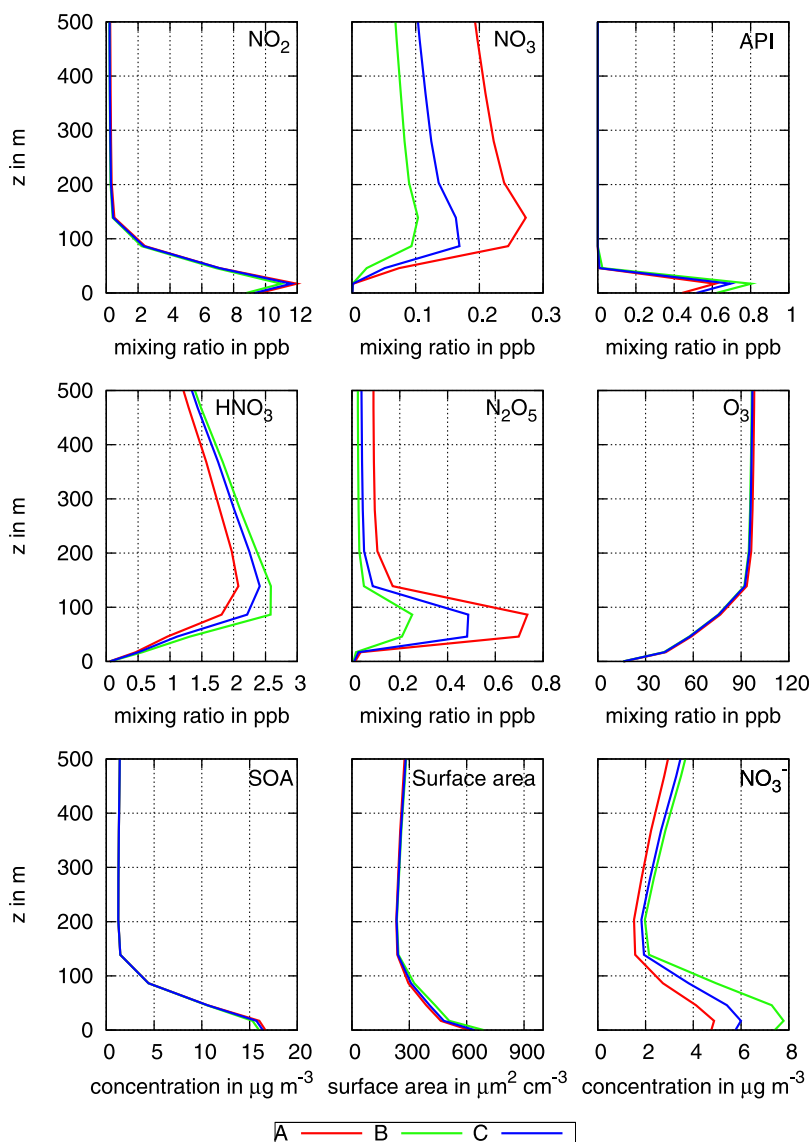 NO₂ NO₃ API
500
400
300
200
100
0
z in m
0 2 4 6 8 10 12
0 0.1 0.2 0.3
0 0.2 0.4 0.6 0.8 1
mixing ratio in ppb mixing ratio in ppb mixing ratio in ppb
HNO₃ N₂O₅ O₃
500
400
300
200
100
0
z in m
0 0.5 1 1.5 2 2.5 3
0 0.2 0.4 0.6 0.8
0 30 60 90 120
mixing ratio in ppb mixing ratio in ppb mixing ratio in ppb
SOA Surface area NO₃⁻
500
400
300
200
100
0
z in m
0 5 10 15 20
0 300 600 900
0 2 4 6 8
concentration in μg m⁻³ surface area in μm² cm⁻³ concentration in μg m⁻³
A B C